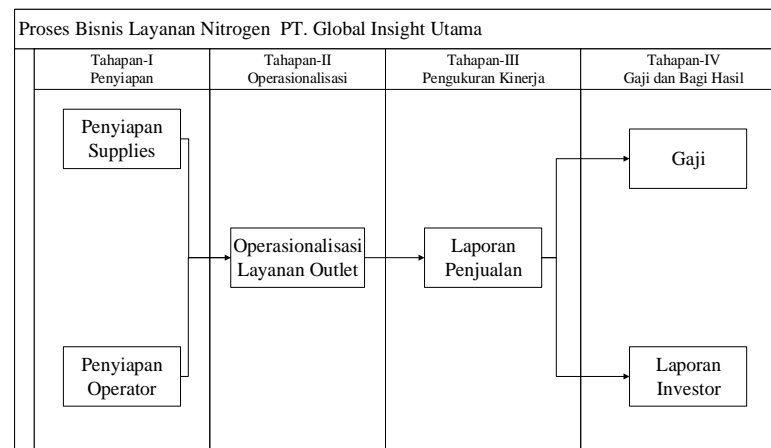 Proses Bisnis Layanan Nitrogen PT. Global Insight Utama
Tahapan-I
Penyiapan
Tahapan-II
Operasionalisasi
Tahapan-III
Pengukuran Kinerja
Tahapan-IV
Gaji dan Bagi Hasil
Penyiapan
Supplies
Gaji
Operasionalisasi
Layanan Outlet
Laporan
Penjualan
Penyiapan
Operator
Laporan
Investor